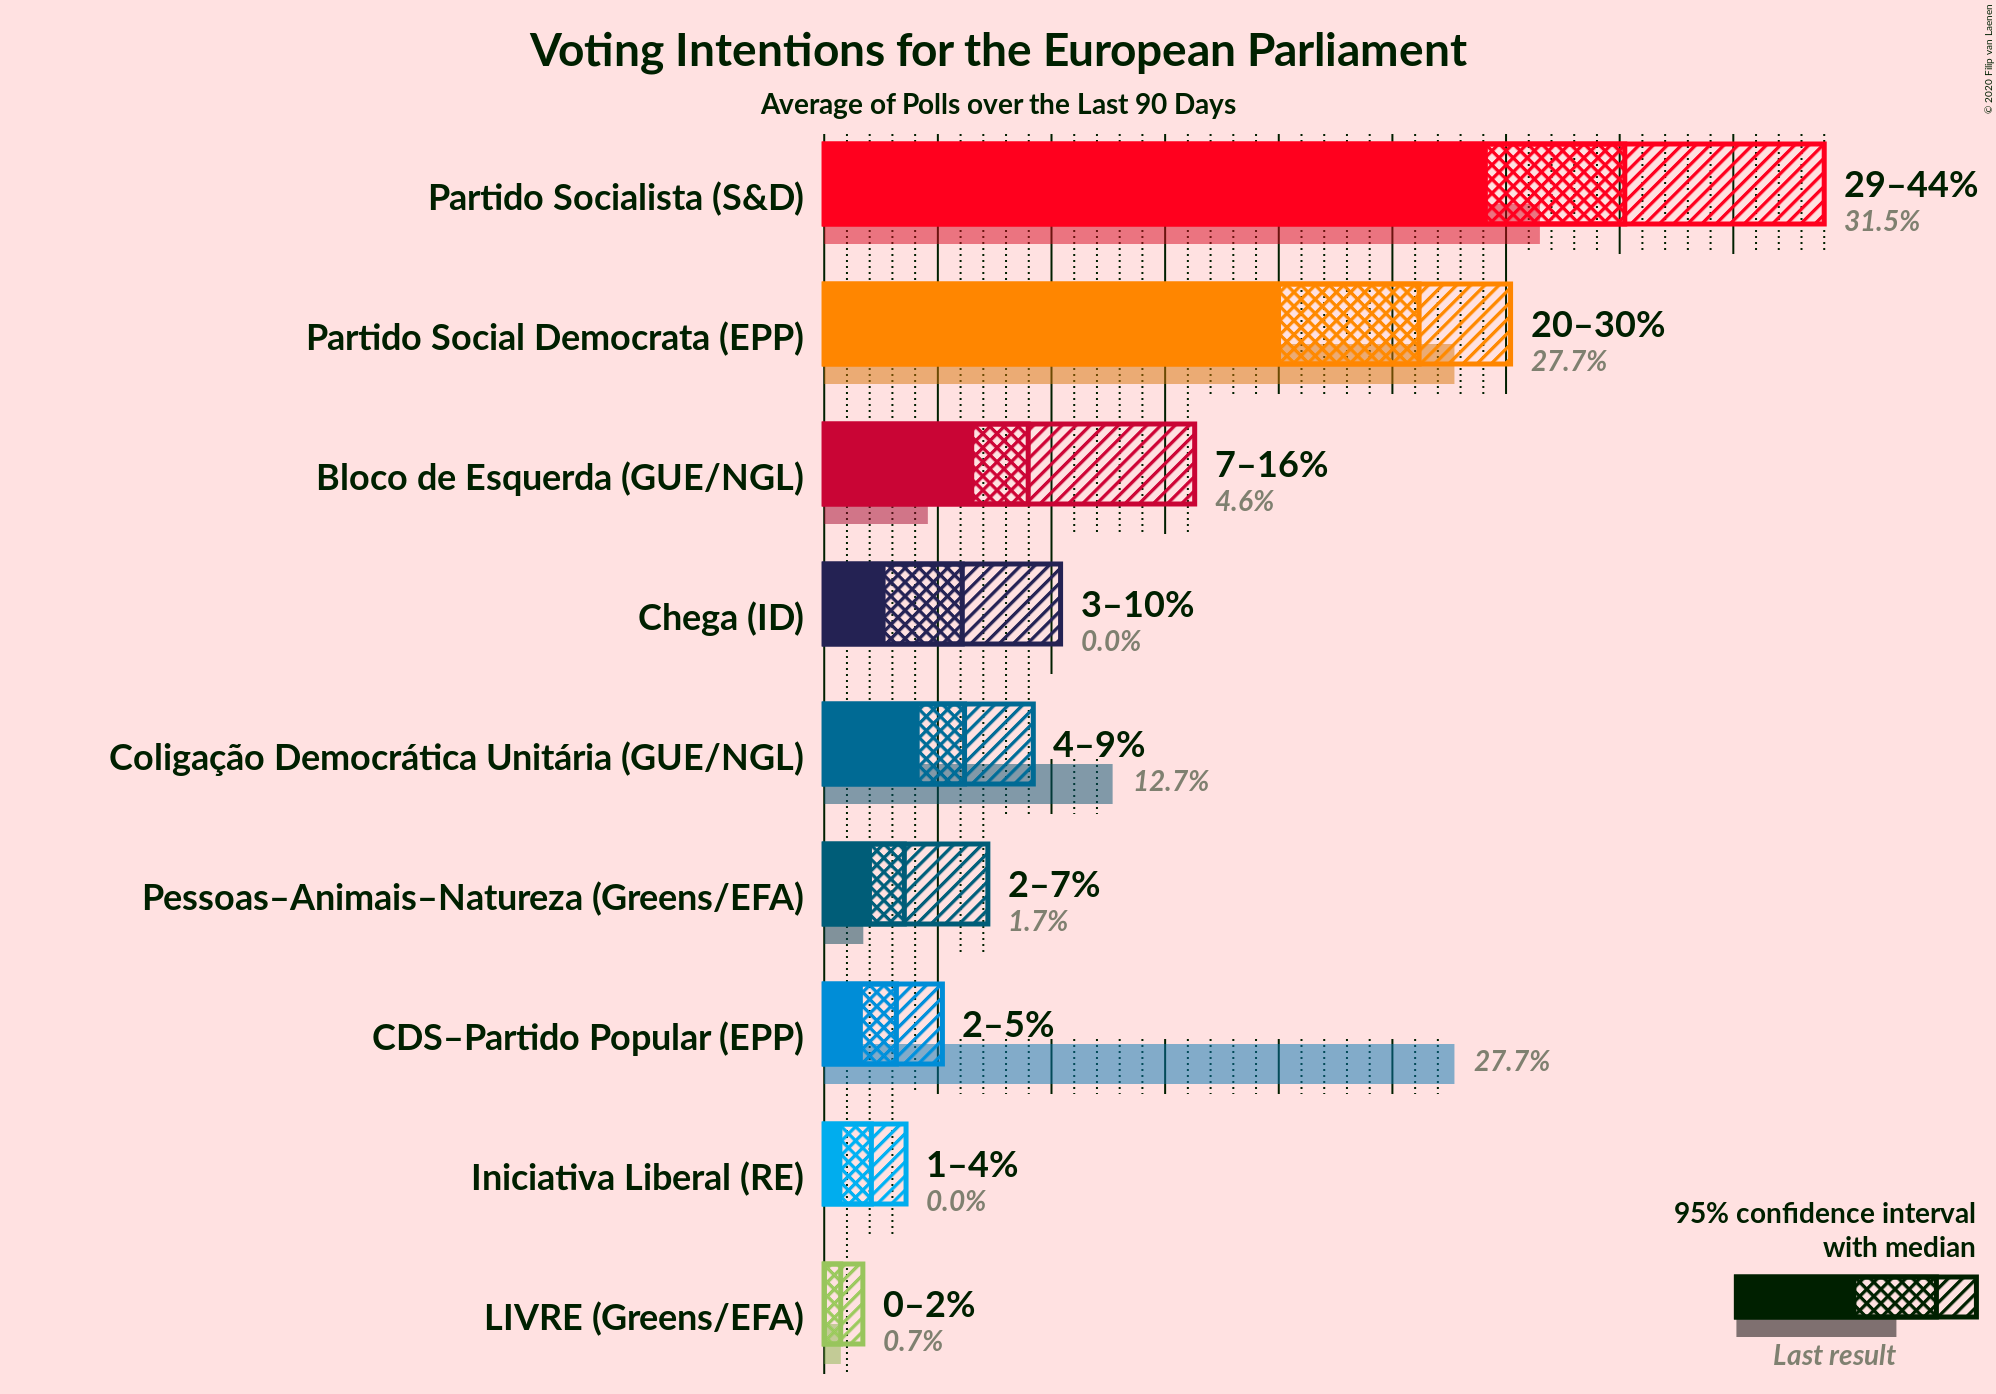 © 2020 Filip van Laenen
Voting Intentions for the European Parliament
Average of Polls over the Last 90 Days
Partido Socialista (S&D)
29–44%
31.5%
Partido Social Democrata (EPP)
20–30%
27.7%
Bloco de Esquerda (GUE/NGL)
7–16%
4.6%
Chega (ID)
3–10%
0.0%
Coligação Democrática Unitária (GUE/NGL)
4–9%
12.7%
Pessoas–Animais–Natureza (Greens/EFA)
2–7%
1.7%
CDS–Partido Popular (EPP)
2–5%
27.7%
Iniciativa Liberal (RE)
1–4%
0.0%
LIVRE (Greens/EFA)
0–2%
0.7%
95% confidence interval
with median
Last result